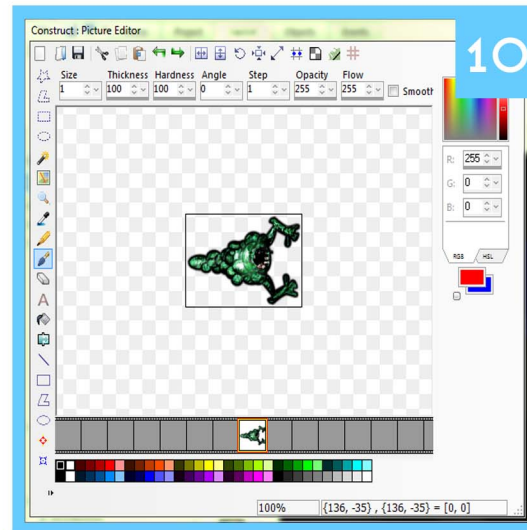 Construct : Picture Editor
10
Size Thickness Hardness Angle Step Opacity Flow
1 100 100 0 1 255 255 Smooth
R: 255
G: 0
B: 0
RGB HSL
A
100% {136, -35} , {136, -35} = [0, 0]